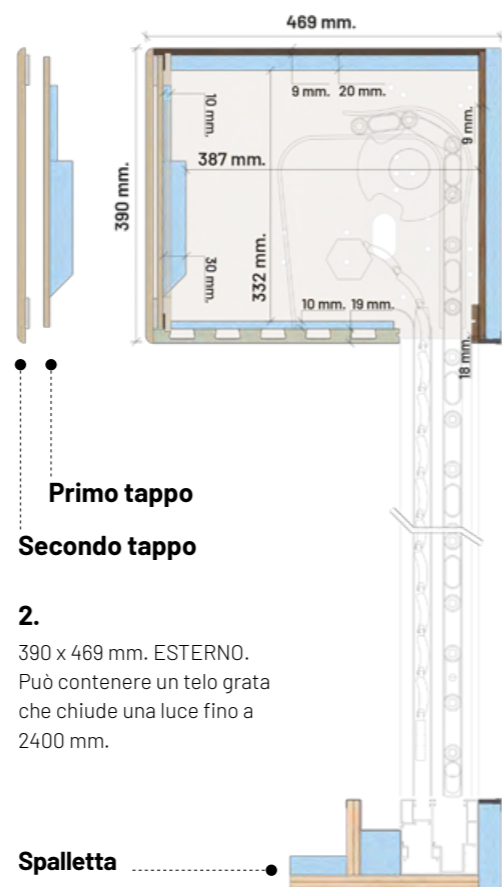 469 mm.
9 mm. 20 mm.
10 mm.
9 mm.
387 mm.
390 mm.
332 mm.
30 mm.
10 mm. 19 mm.
18 mm.
Primo tappo
Secondo tappo
2.
390 x 469 mm. ESTERNO.
Può contenere un telo grata
che chiude una luce fino a
2400 mm.
Spalletta